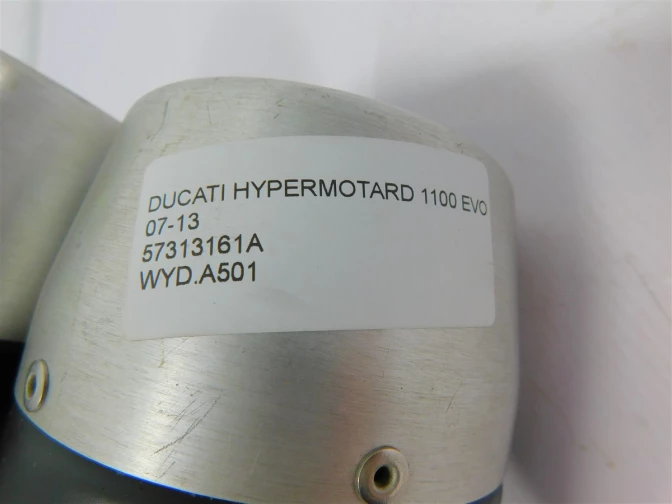 DUCATI HYPERMOTARD 1100 EVO
07-13
57313161A
WYD.A501